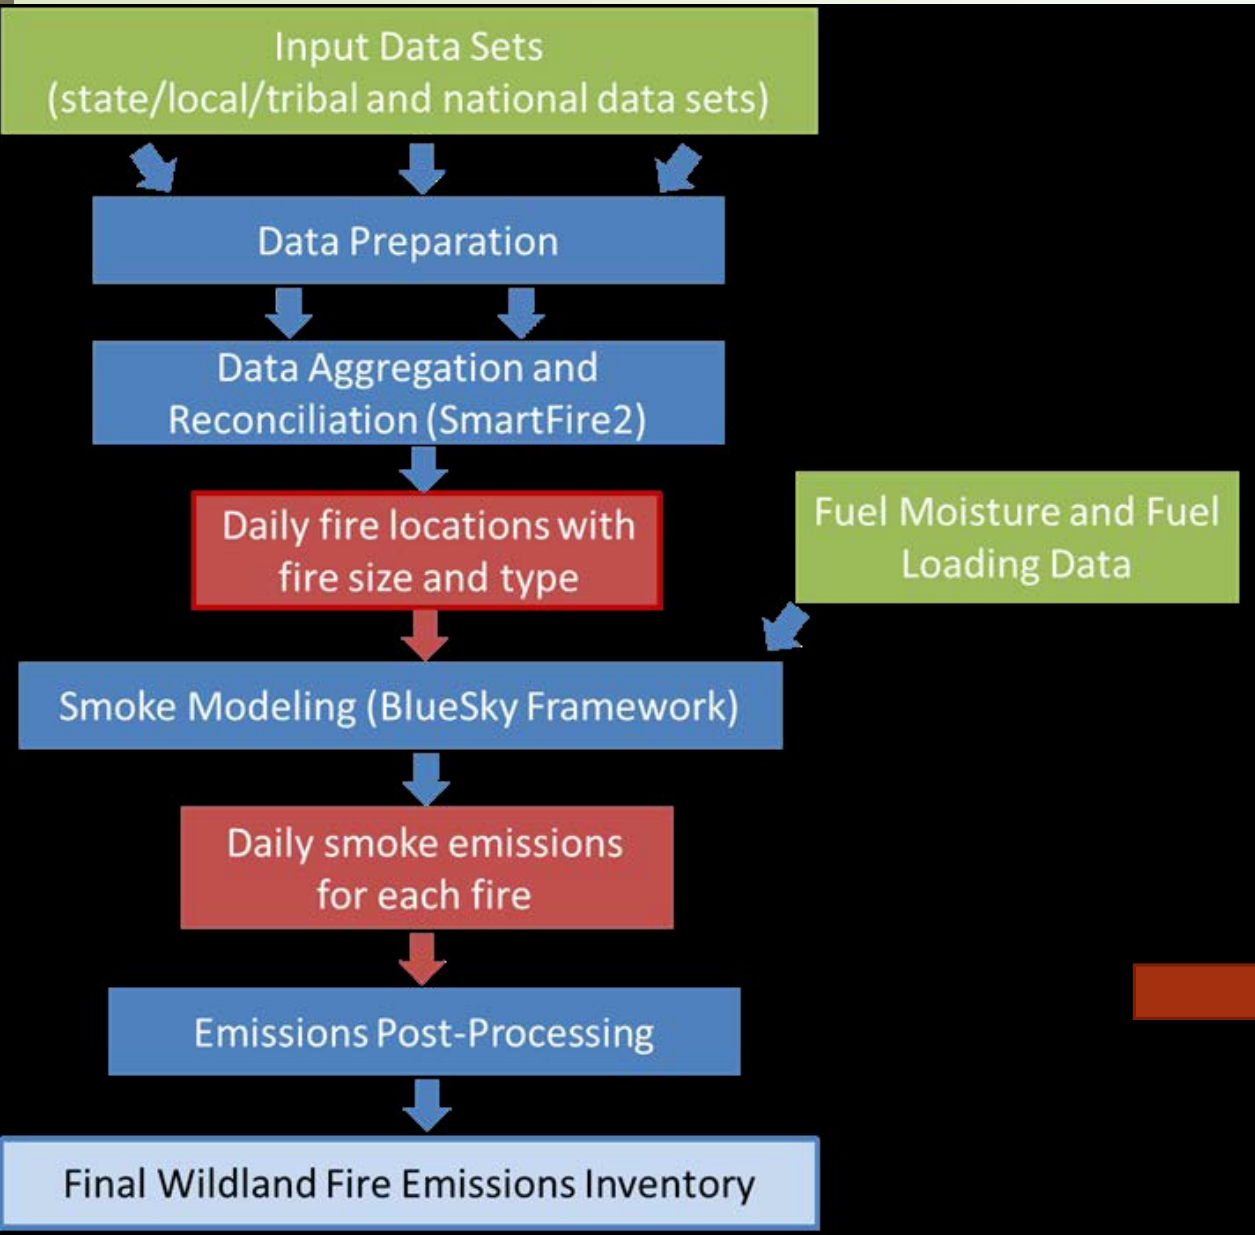 Input Data Sets
(state/local/tribal and national data sets)
Data Preparation
Data Aggregation and
Reconciliation (SmartFire2)
Daily fire locations with
fire size and type
Fuel Moisture and Fuel
Loading Data
Smoke Modeling (BlueSky Framework)
Daily smoke emissions
for each fire
Emissions Post-Processing
Final Wildland Fire Emissions Inventory